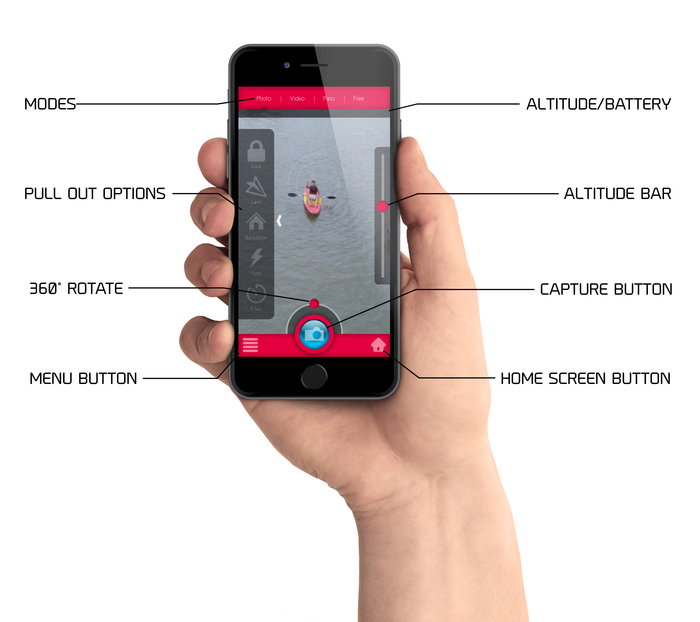 MODES
Photo | Video | Pano | Free
ALTITUDE/BATTERY
PULL OUT OPTIONS
ALTITUDE BAR
360° ROTATE
CAPTURE BUTTON
MENU BUTTON
HOME SCREEN BUTTON